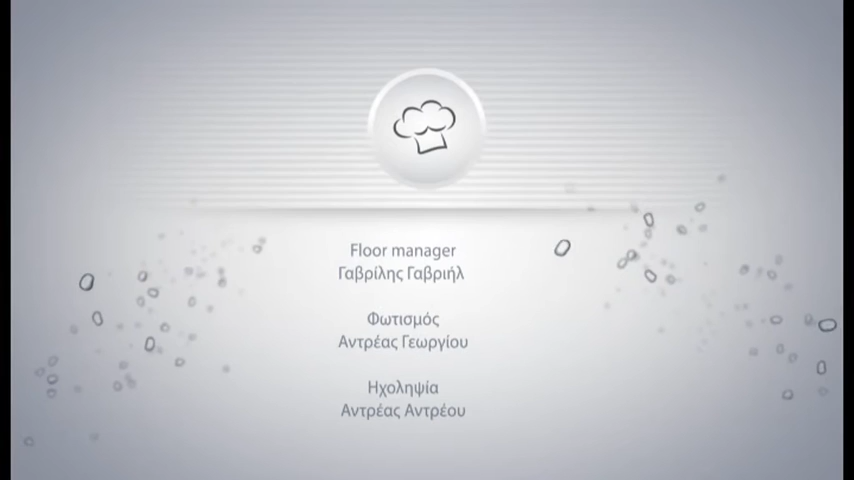 Floor manager
Γαβρίλης Γαβριήλ
Φωτισμός
Αντρέας Γεωργίου
Ηχοληψία
Αντρέας Αντρέου